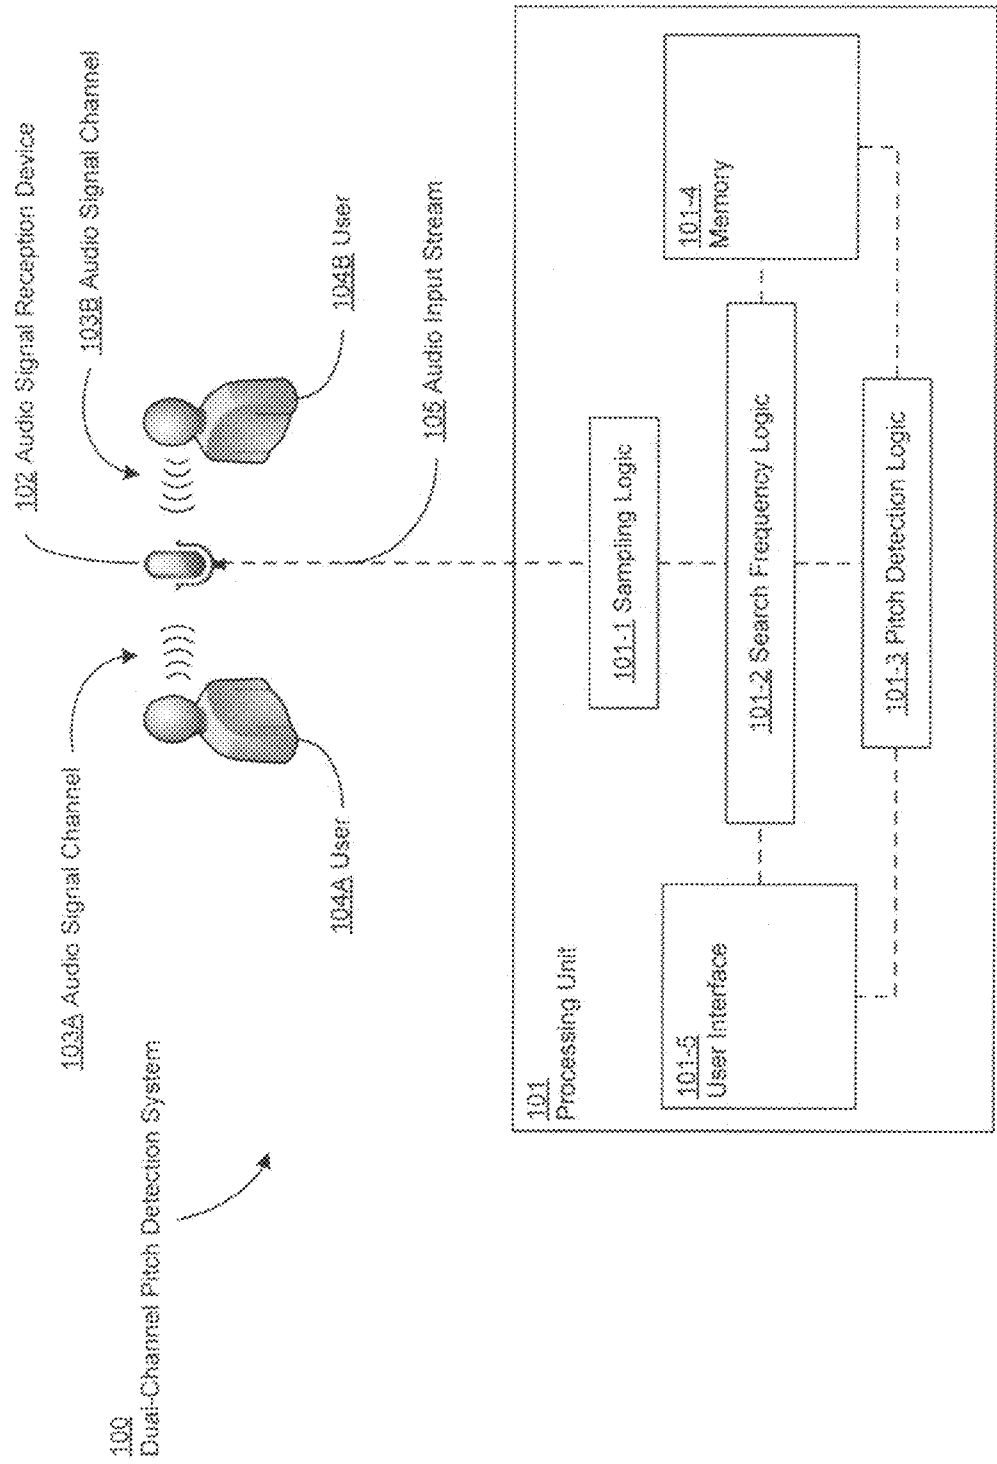 100
Dual-Channel Pitch Detection System
103A Audio Signal Channel
102 Audio Signal Reception Device
103B Audio Signal Channel
104A User
104B User
105 Audio Input Stream
101
Processing Unit
101-1 Sampling Logic
101-5
User Interface
101-2 Search Frequency Logic
101-4
Memory
101-3 Pitch Detection Logic